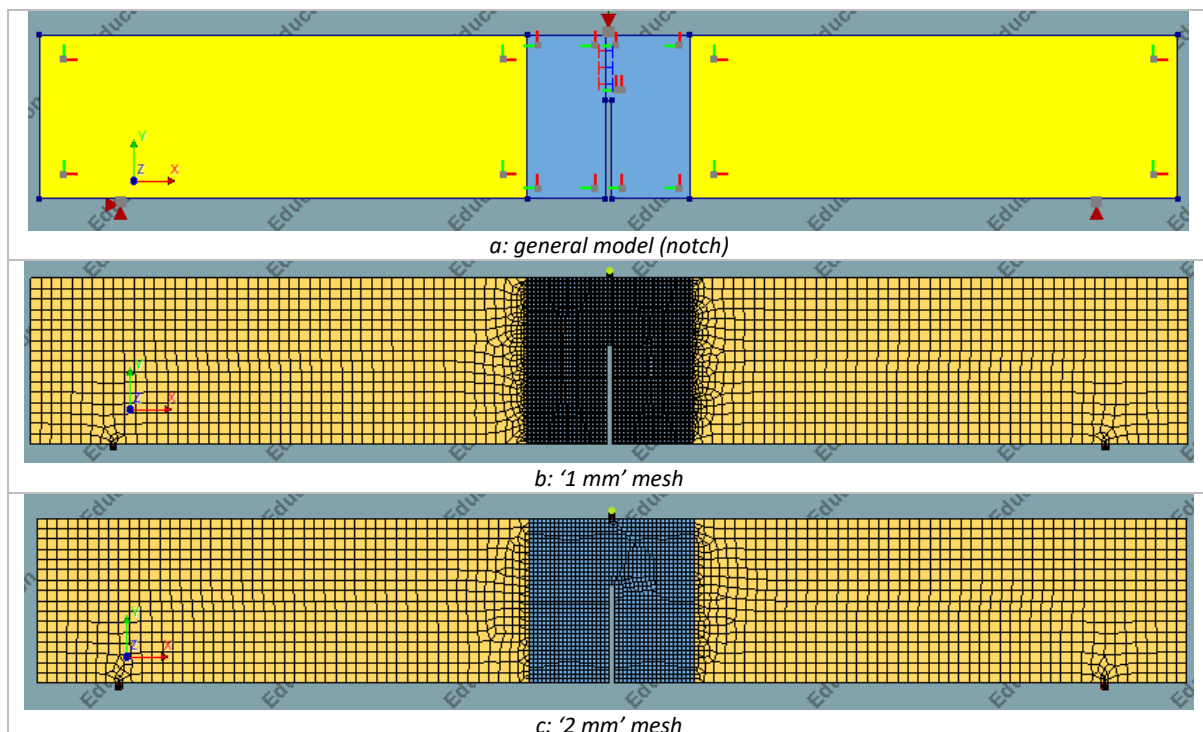 Y
Z X
a: general model (notch)
Y
Z X
b: ‘1 mm’ mesh
Y
Z X
c: ‘2 mm’ mesh